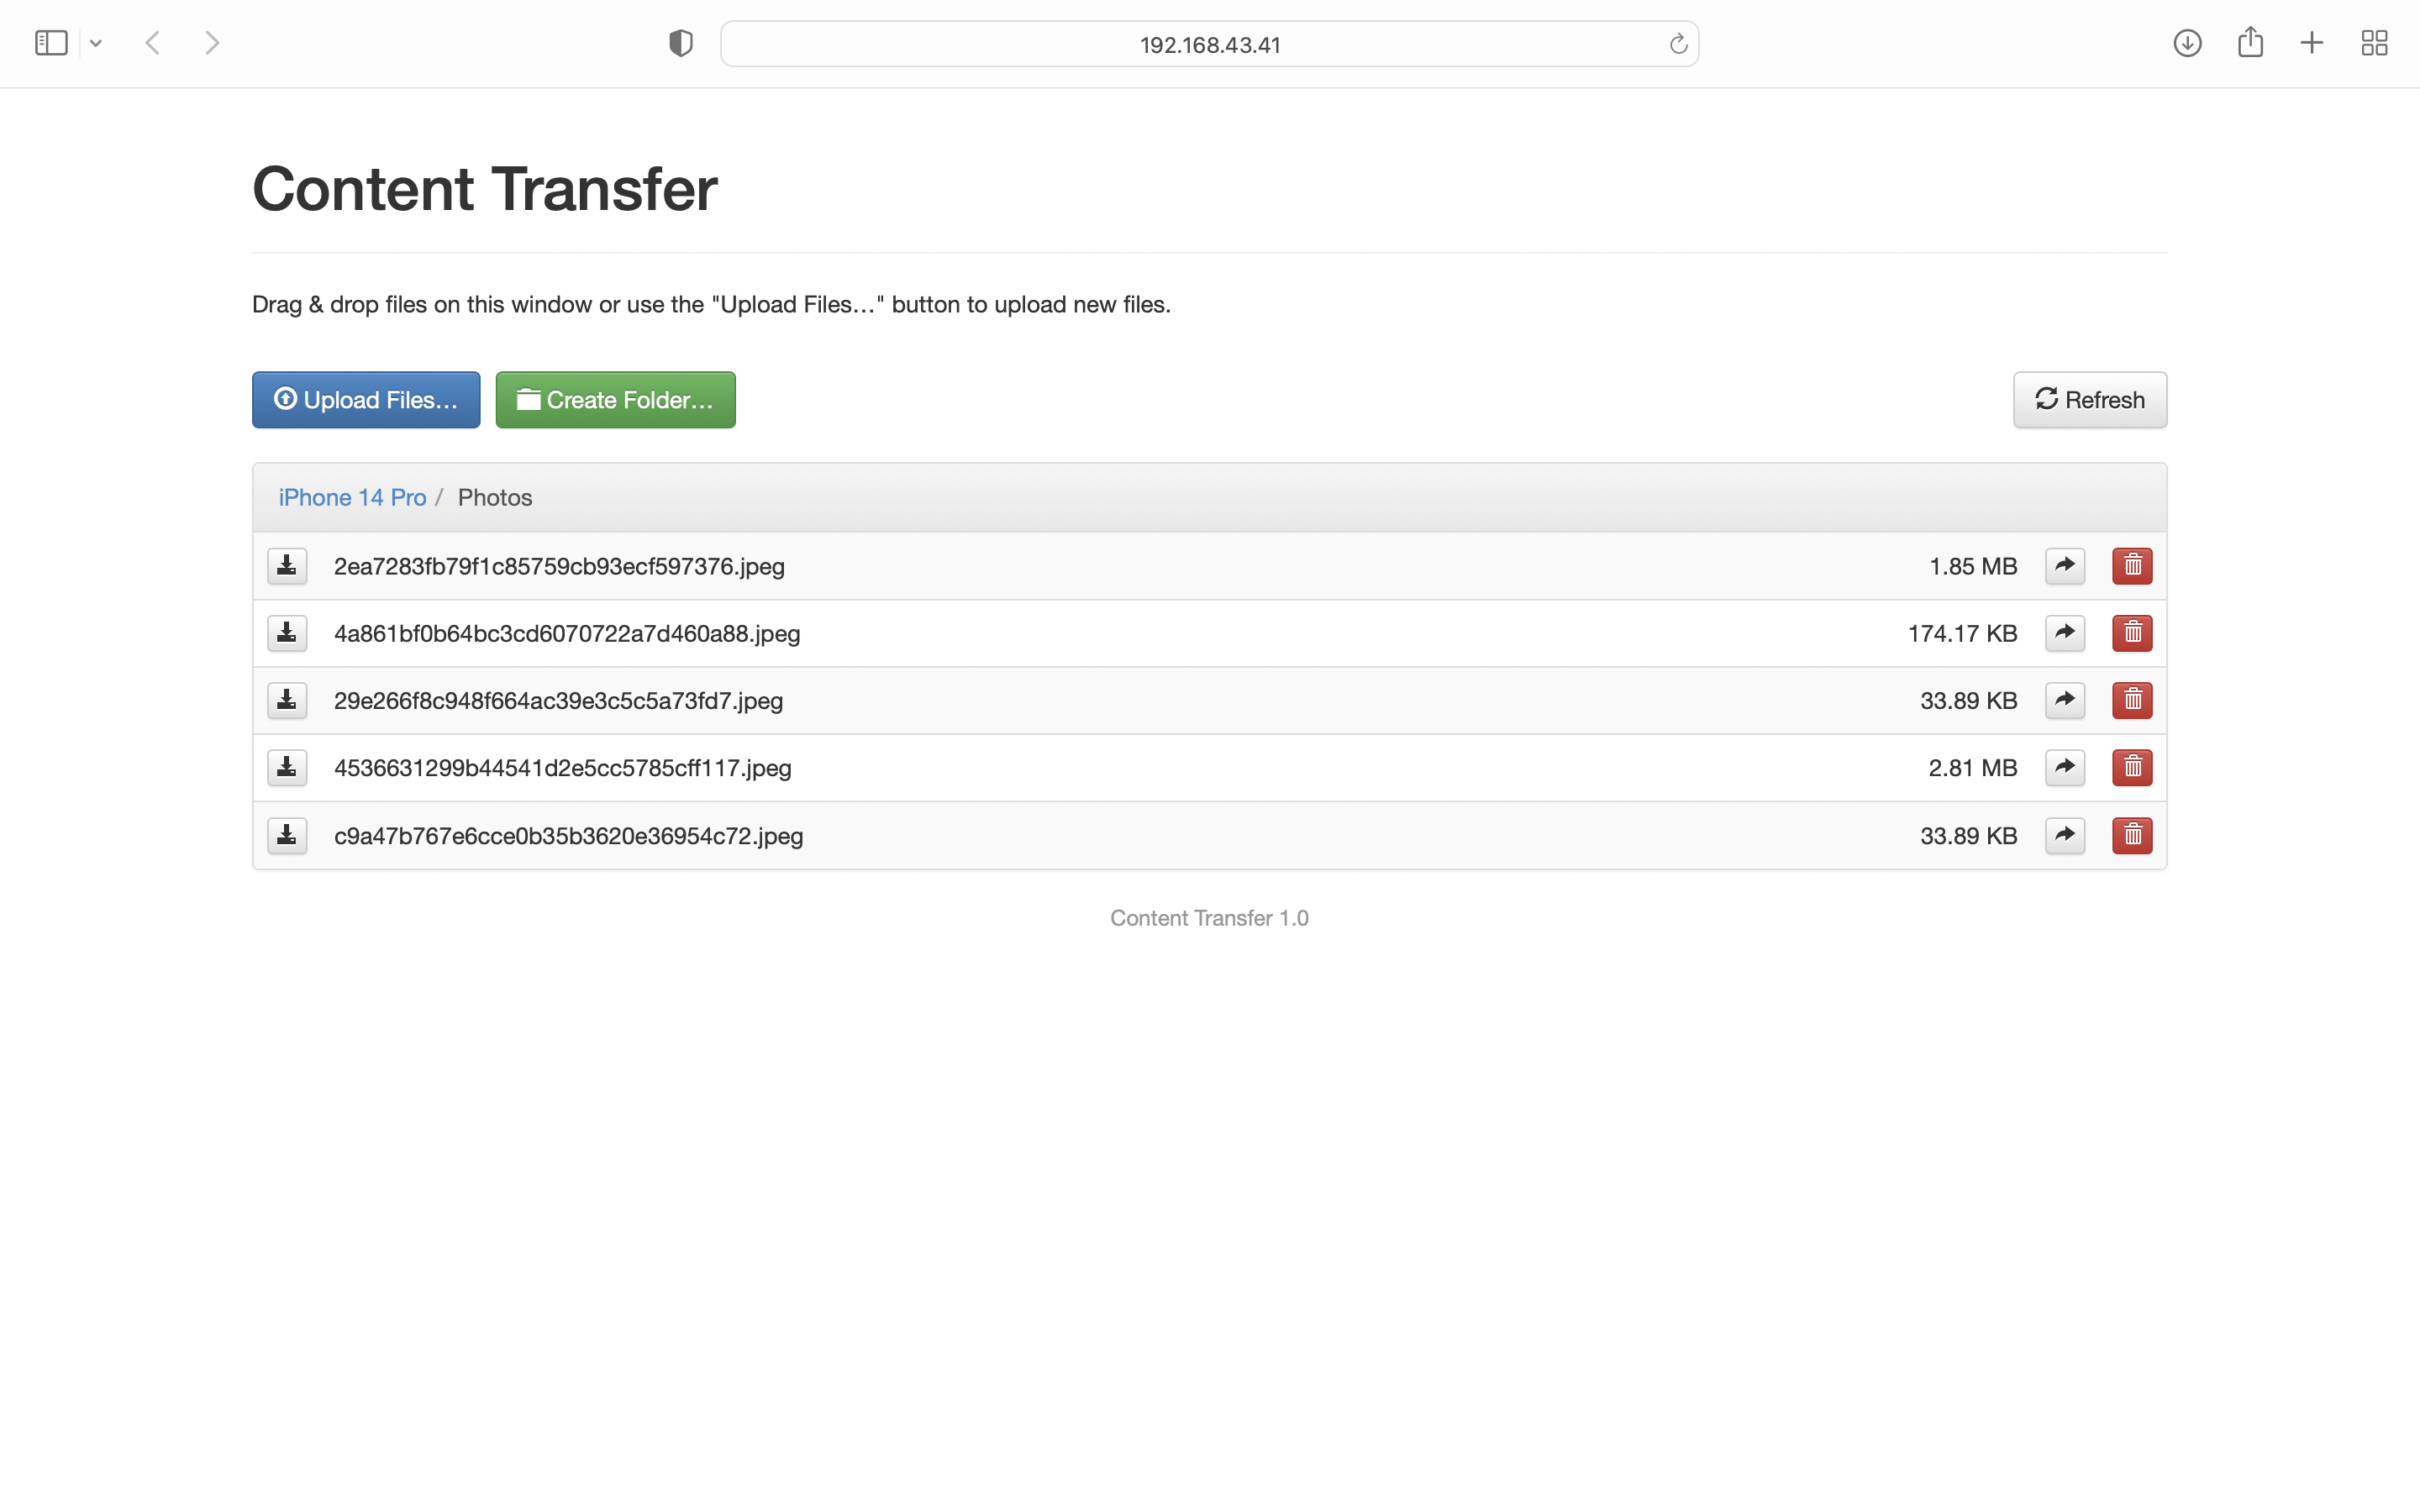 192.168.43.41
Content Transfer
Drag & drop files on this window or use the "Upload Files…" button to upload new files.
Upload Files… Create Folder… Refresh
iPhone 14 Pro / Photos
2ea7283fb79f1c85759cb93ecf597376.jpeg 1.85 MB
4a861bf0b64bc3cd6070722a7d460a88.jpeg 174.17 KB
29e266f8c948f664ac39e3c5c5a73fd7.jpeg 33.89 KB
4536631299b44541d2e5cc5785cff117.jpeg 2.81 MB
c9a47b767e6cce0b35b3620e36954c72.jpeg 33.89 KB
Content Transfer 1.0